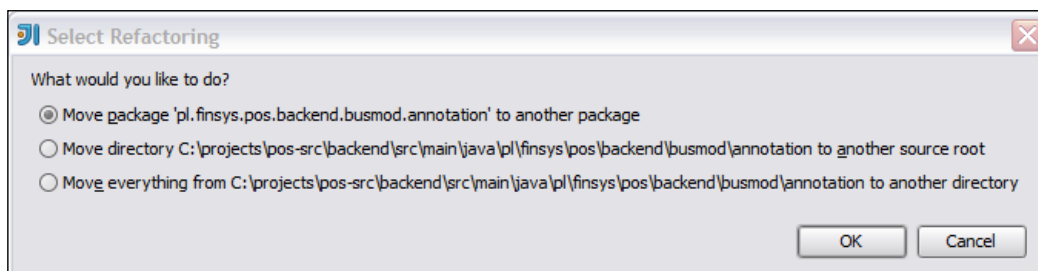 Select Refactoring
What would you like to do?
Move package 'pl.finsys.pos.backend.busmod.annotation' to another package
Move directory C:\projects\pos-src\backend\src\main\java\pl\finsys\pos\backend\busmod\annotation to another source root
Move everything from C:\projects\pos-src\backend\src\main\java\pl\finsys\pos\backend\busmod\annotation to another directory
OK Cancel